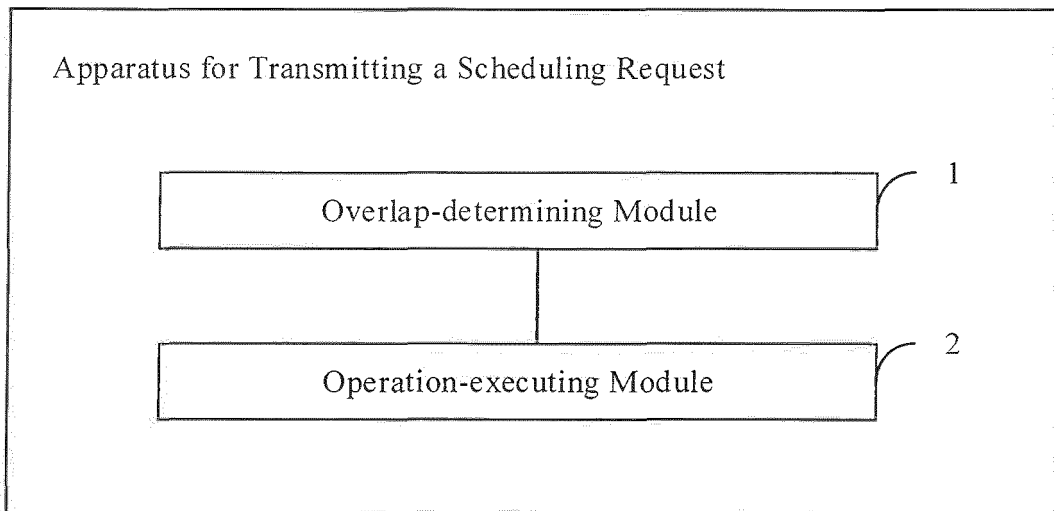 Apparatus for Transmitting a Scheduling Request
1
Overlap-determining Module
2
Operation-executing Module